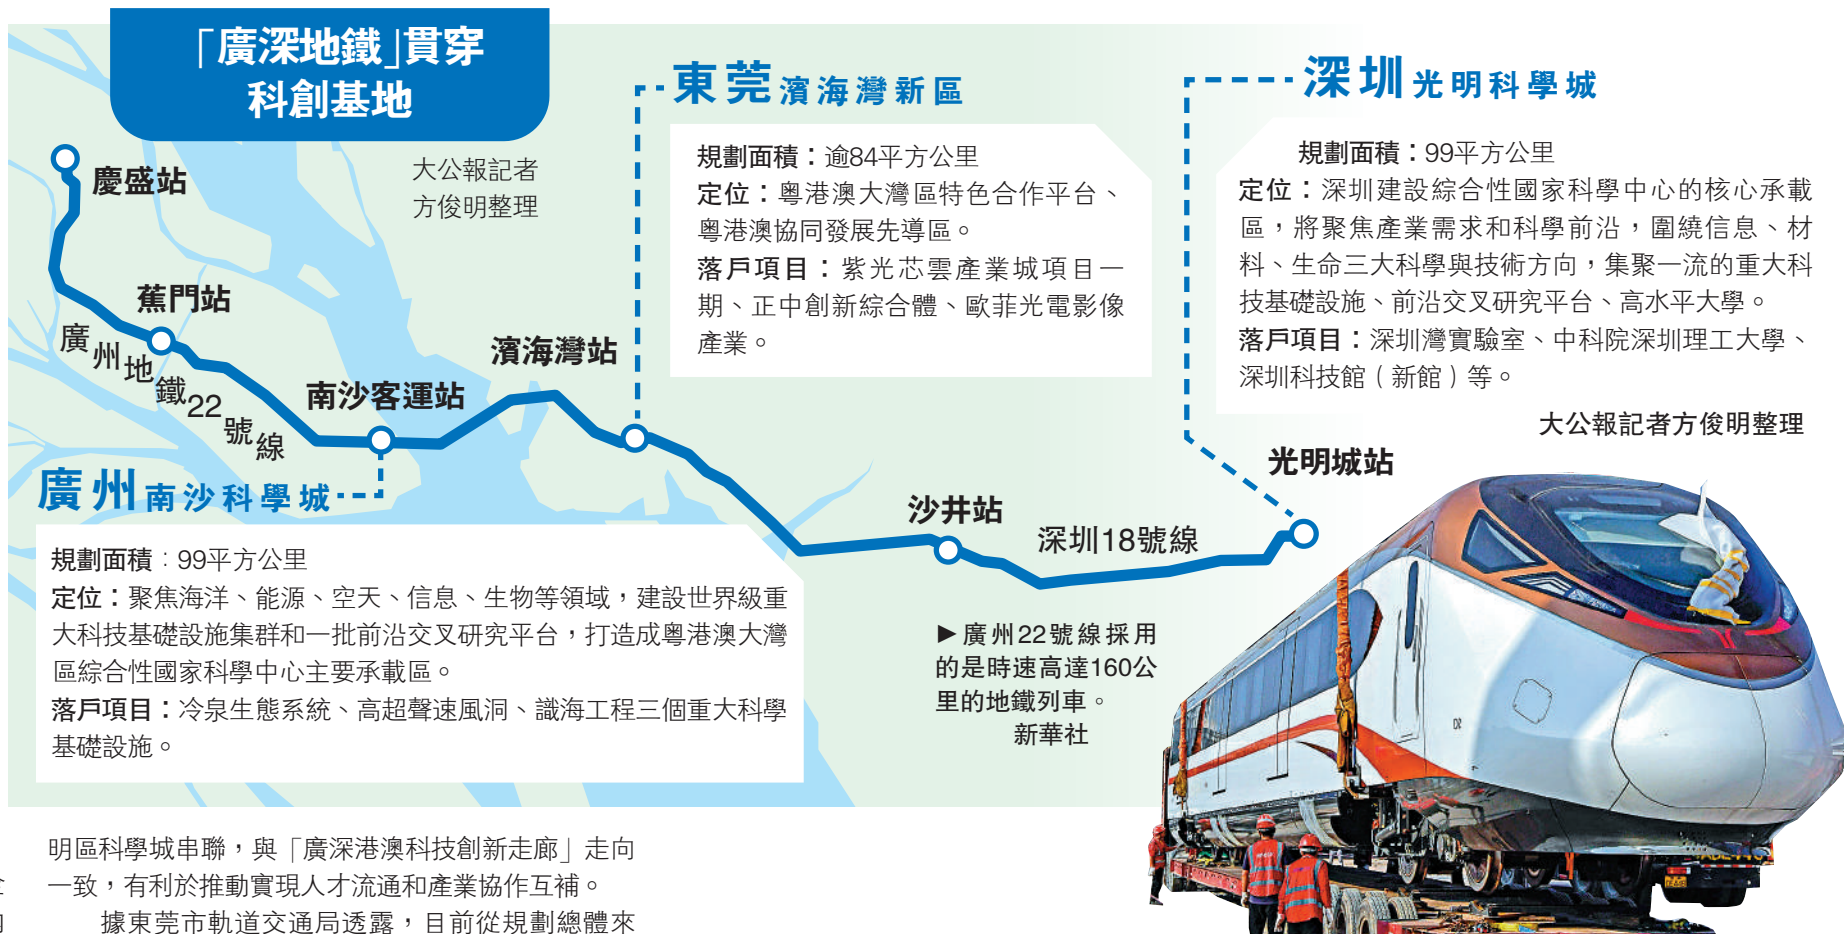 「廣深地鐵」貫穿
科創基地
大公報記者
方俊明整理
慶盛站
蕉門站
廣州地鐵22號線
南沙客運站
濱海灣站
沙井站
深圳18號線
光明城站
東莞濱海灣新區
規劃面積：逾84平方公里
定位：粵港澳大灣區特色合作平台、
粵港澳協同發展先導區。
落戶項目：紫光芯雲產業城項目一
期、正中創新綜合體、歐菲光電影像
產業。
深圳光明科學城
規劃面積：99平方公里
定位：深圳建設綜合性國家科學中心的核心承載
區，將聚焦產業需求和科學前沿，圍繞信息、材
料、生命三大科學與技術方向，集聚一流的重大科
技基礎設施、前沿交叉研究平台、高水平大學。
落戶項目：深圳灣實驗室、中科院深圳理工大學、
深圳科技館（新館）等。
大公報記者方俊明整理
廣州南沙科學城
規劃面積：99平方公里
定位：聚焦海洋、能源、空天、信息、生物等領域，建設世界級重
大科技基礎設施集群和一批前沿交叉研究平台，打造成粵港澳大灣
區綜合性國家科學中心主要承載區。
落戶項目：冷泉生態系統、高超聲速風洞、識海工程三個重大科學
基礎設施。
▶廣州22號線採用
的是時速高達160公
里的地鐵列車。
新華社
明區科學城串聯，與「廣深港澳科技創新走廊」走向
一致，有利於推動實現人才流通和產業協作互補。
據東莞市軌道交通局透露，目前從規劃總體來